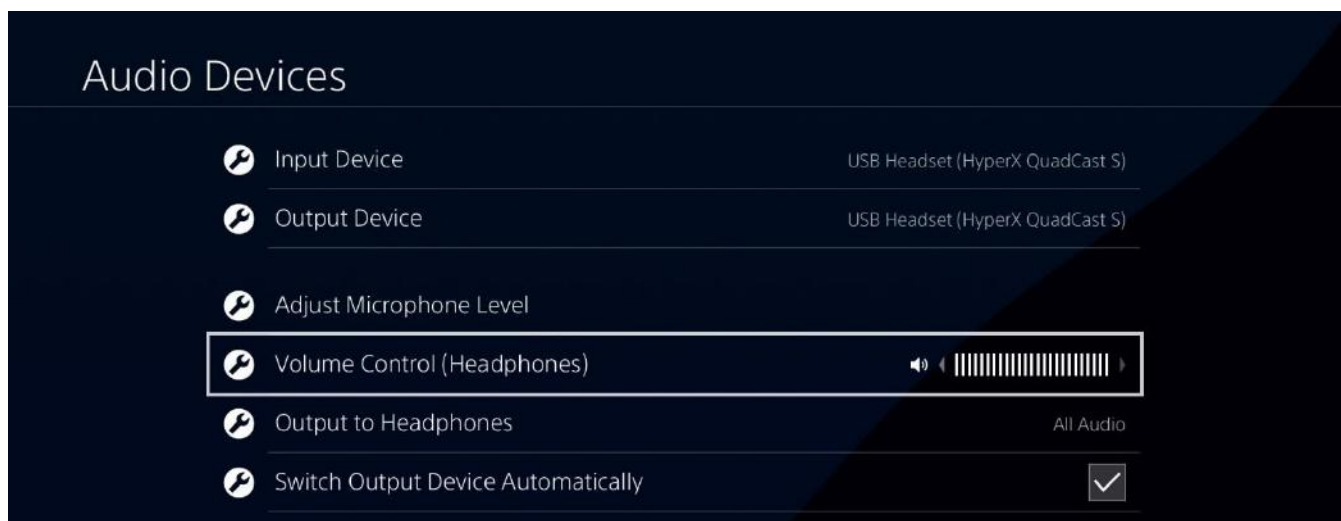 Audio Devices
Input Device USB Headset (HyperX QuadCast S)
Output Device USB Headset (HyperX QuadCast S)
Adjust Microphone Level
Volume Control (Headphones)
Output to Headphones All Audio
Switch Output Device Automatically